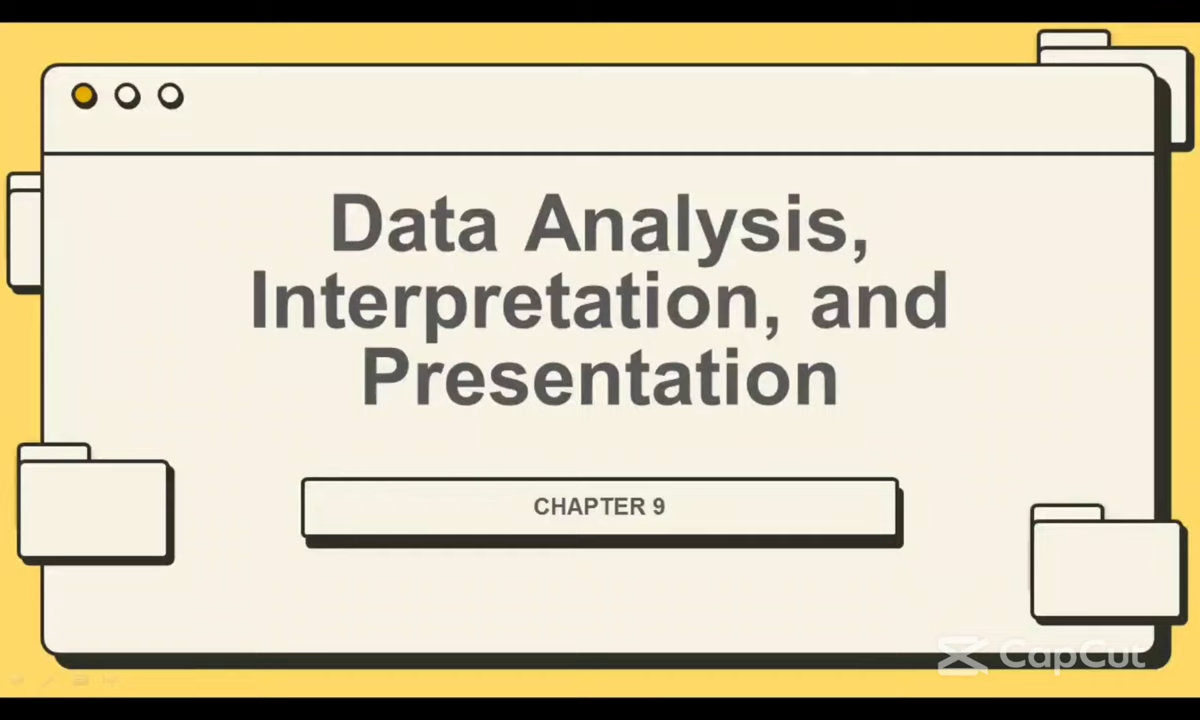 Data Analysis,
Interpretation, and
Presentation
CHAPTER 9
CapCut